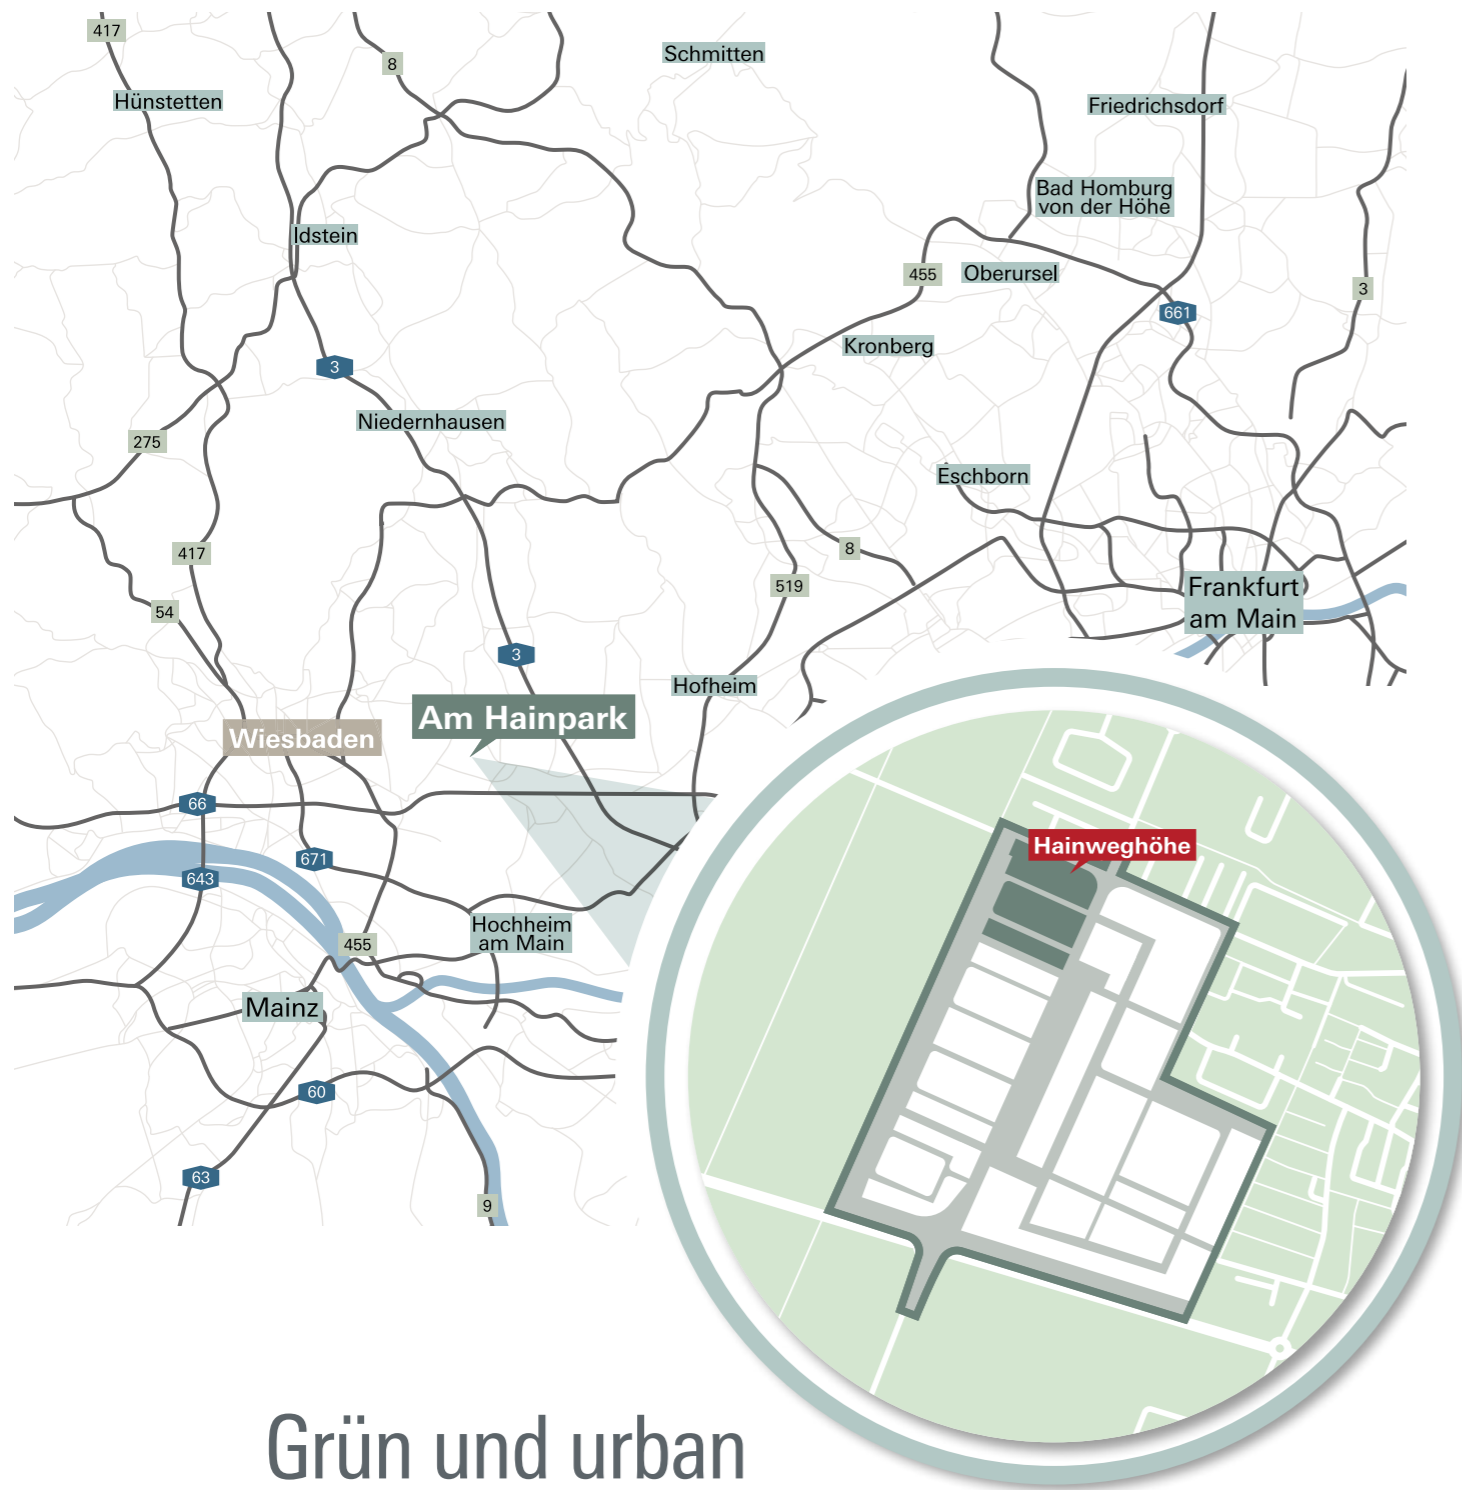 417
8
Schmitten
Hünstetten
Friedrichsdorf
Bad Homburg
von der Höhe
Idstein
455
Oberursel
3
661
Kronberg
3
Niedernhausen
275
Eschborn
417
8
519
54
Frankfurt
am Main
3
Hofheim
Am Hainpark
Wiesbaden
66
Hainweghöhe
671
643
Hochheim
am Main
455
Mainz
60
63
9
Grün und urban